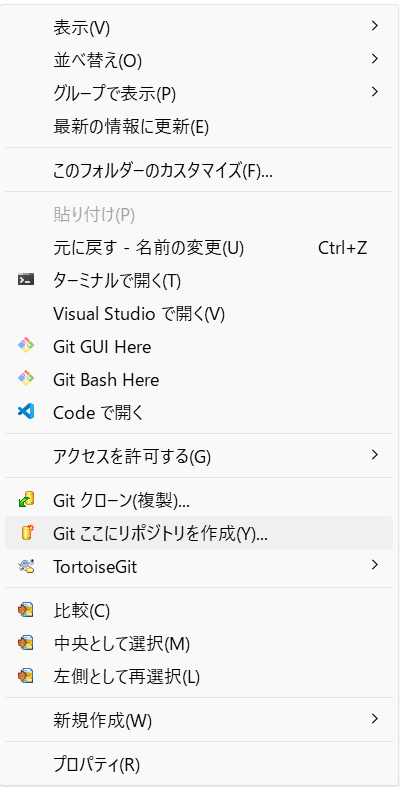 表示(V)
並べ替え(O)
グループで表示(P)
最新の情報に更新(E)
このフォルダーのカスタマイズ(F)...
貼り付け(P)
元に戻す - 名前の変更(U) Ctrl+Z
ターミナルで開く(T)
Visual Studio で開く(V)
Git GUI Here
Git Bash Here
Code で開く
アクセスを許可する(G)
Git クローン(複製)...
Git ここにリポジトリを作成(Y)...
TortoiseGit
比較(C)
中央として選択(M)
左側として再選択(L)
新規作成(W)
プロパティ(R)